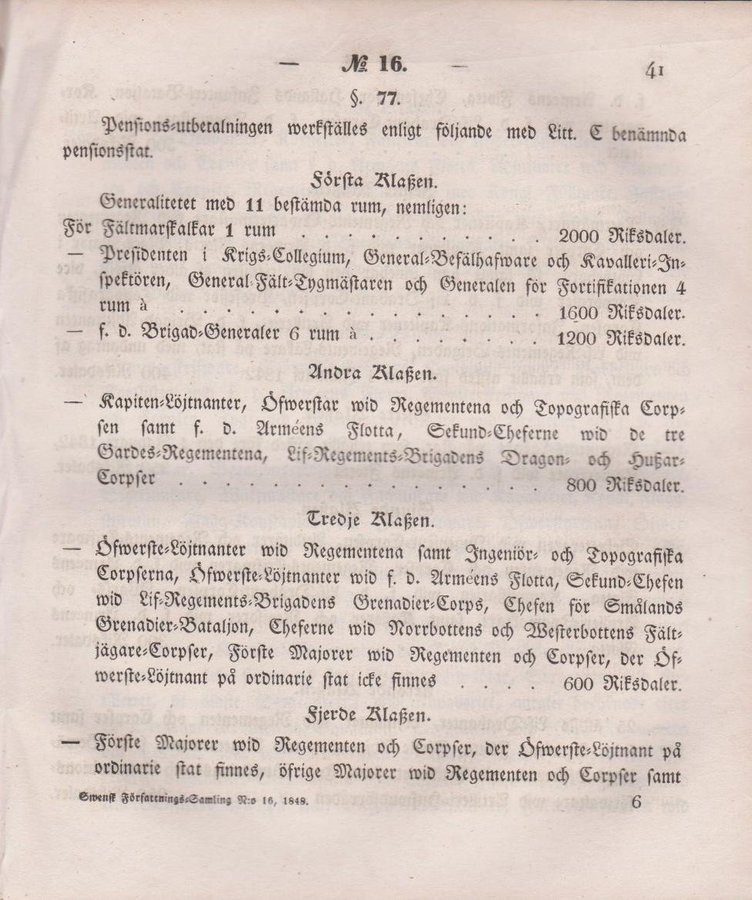 — № 16. — 41
§. 77.
Pensions-utbetalningen werkställes enligt följande med Litt. C benämnda
pensionsstat.
Första Klaßen.
Generalitetet med 11 bestämda rum, nemligen:
För Fältmarskalkar 1 rum . . . . . . . . . . 2000 Riksdaler.
— Presidenten i Krigs-Collegium, General-Befälhafware och Kavalleri-In-
spektören, General-Fält-Tygmästaren och Generalen för Fortifikationen 4
rum à . . . . . . . . . . . . . . . 1600 Riksdaler.
— f. d. Brigad-Generaler 6 rum à . . . . . . . 1200 Riksdaler.
Andra Klaßen.
— Kapiten-Löjtnanter, Öfwerstar wid Regementena och Topografiska Corp-
sen samt f. d. Arméens Flotta, Sekund-Cheferne wid de tre
Gardes-Regementena, Lif-Regements-Brigadens Dragon- och Hußar-
Corpser . . . . . . . . . . . . . . 800 Riksdaler.
Tredje Klaßen.
— Öfwerste-Löjtnanter wid Regementena samt Ingeniör- och Topografiska
Corpserna, Öfwerste-Löjtnanter wid f. d. Arméens Flotta, Sekund-Chefen
wid Lif-Regements-Brigadens Grenadier-Corps, Chefen för Smålands
Grenadier-Bataljon, Cheferne wid Norrbottens och Westerbottens Fält-
jägare-Corpser, Förste Majorer wid Regementen och Corpser, der Öf-
werste-Löjtnant på ordinarie stat icke finnes . . . . 600 Riksdaler.
Fjerde Klaßen.
— Förste Majorer wid Regementen och Corpser, der Öfwerste-Löjtnant på
ordinarie stat finnes, öfrige Majorer wid Regementen och Corpser samt
Swensk Författnings-Samling N:o 16, 1848. 6